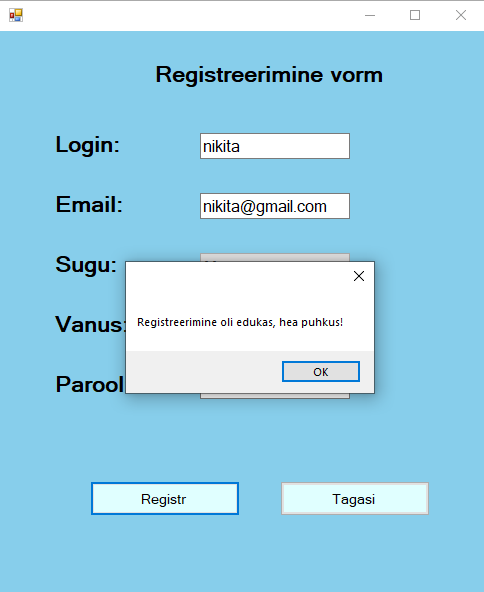 Registreerimine vorm
Login:
nikita
Email:
nikita@gmail.com
Sugu:
Vanus:
Registreerimine oli edukas, hea puhkus!
OK
Parool
Registr
Tagasi